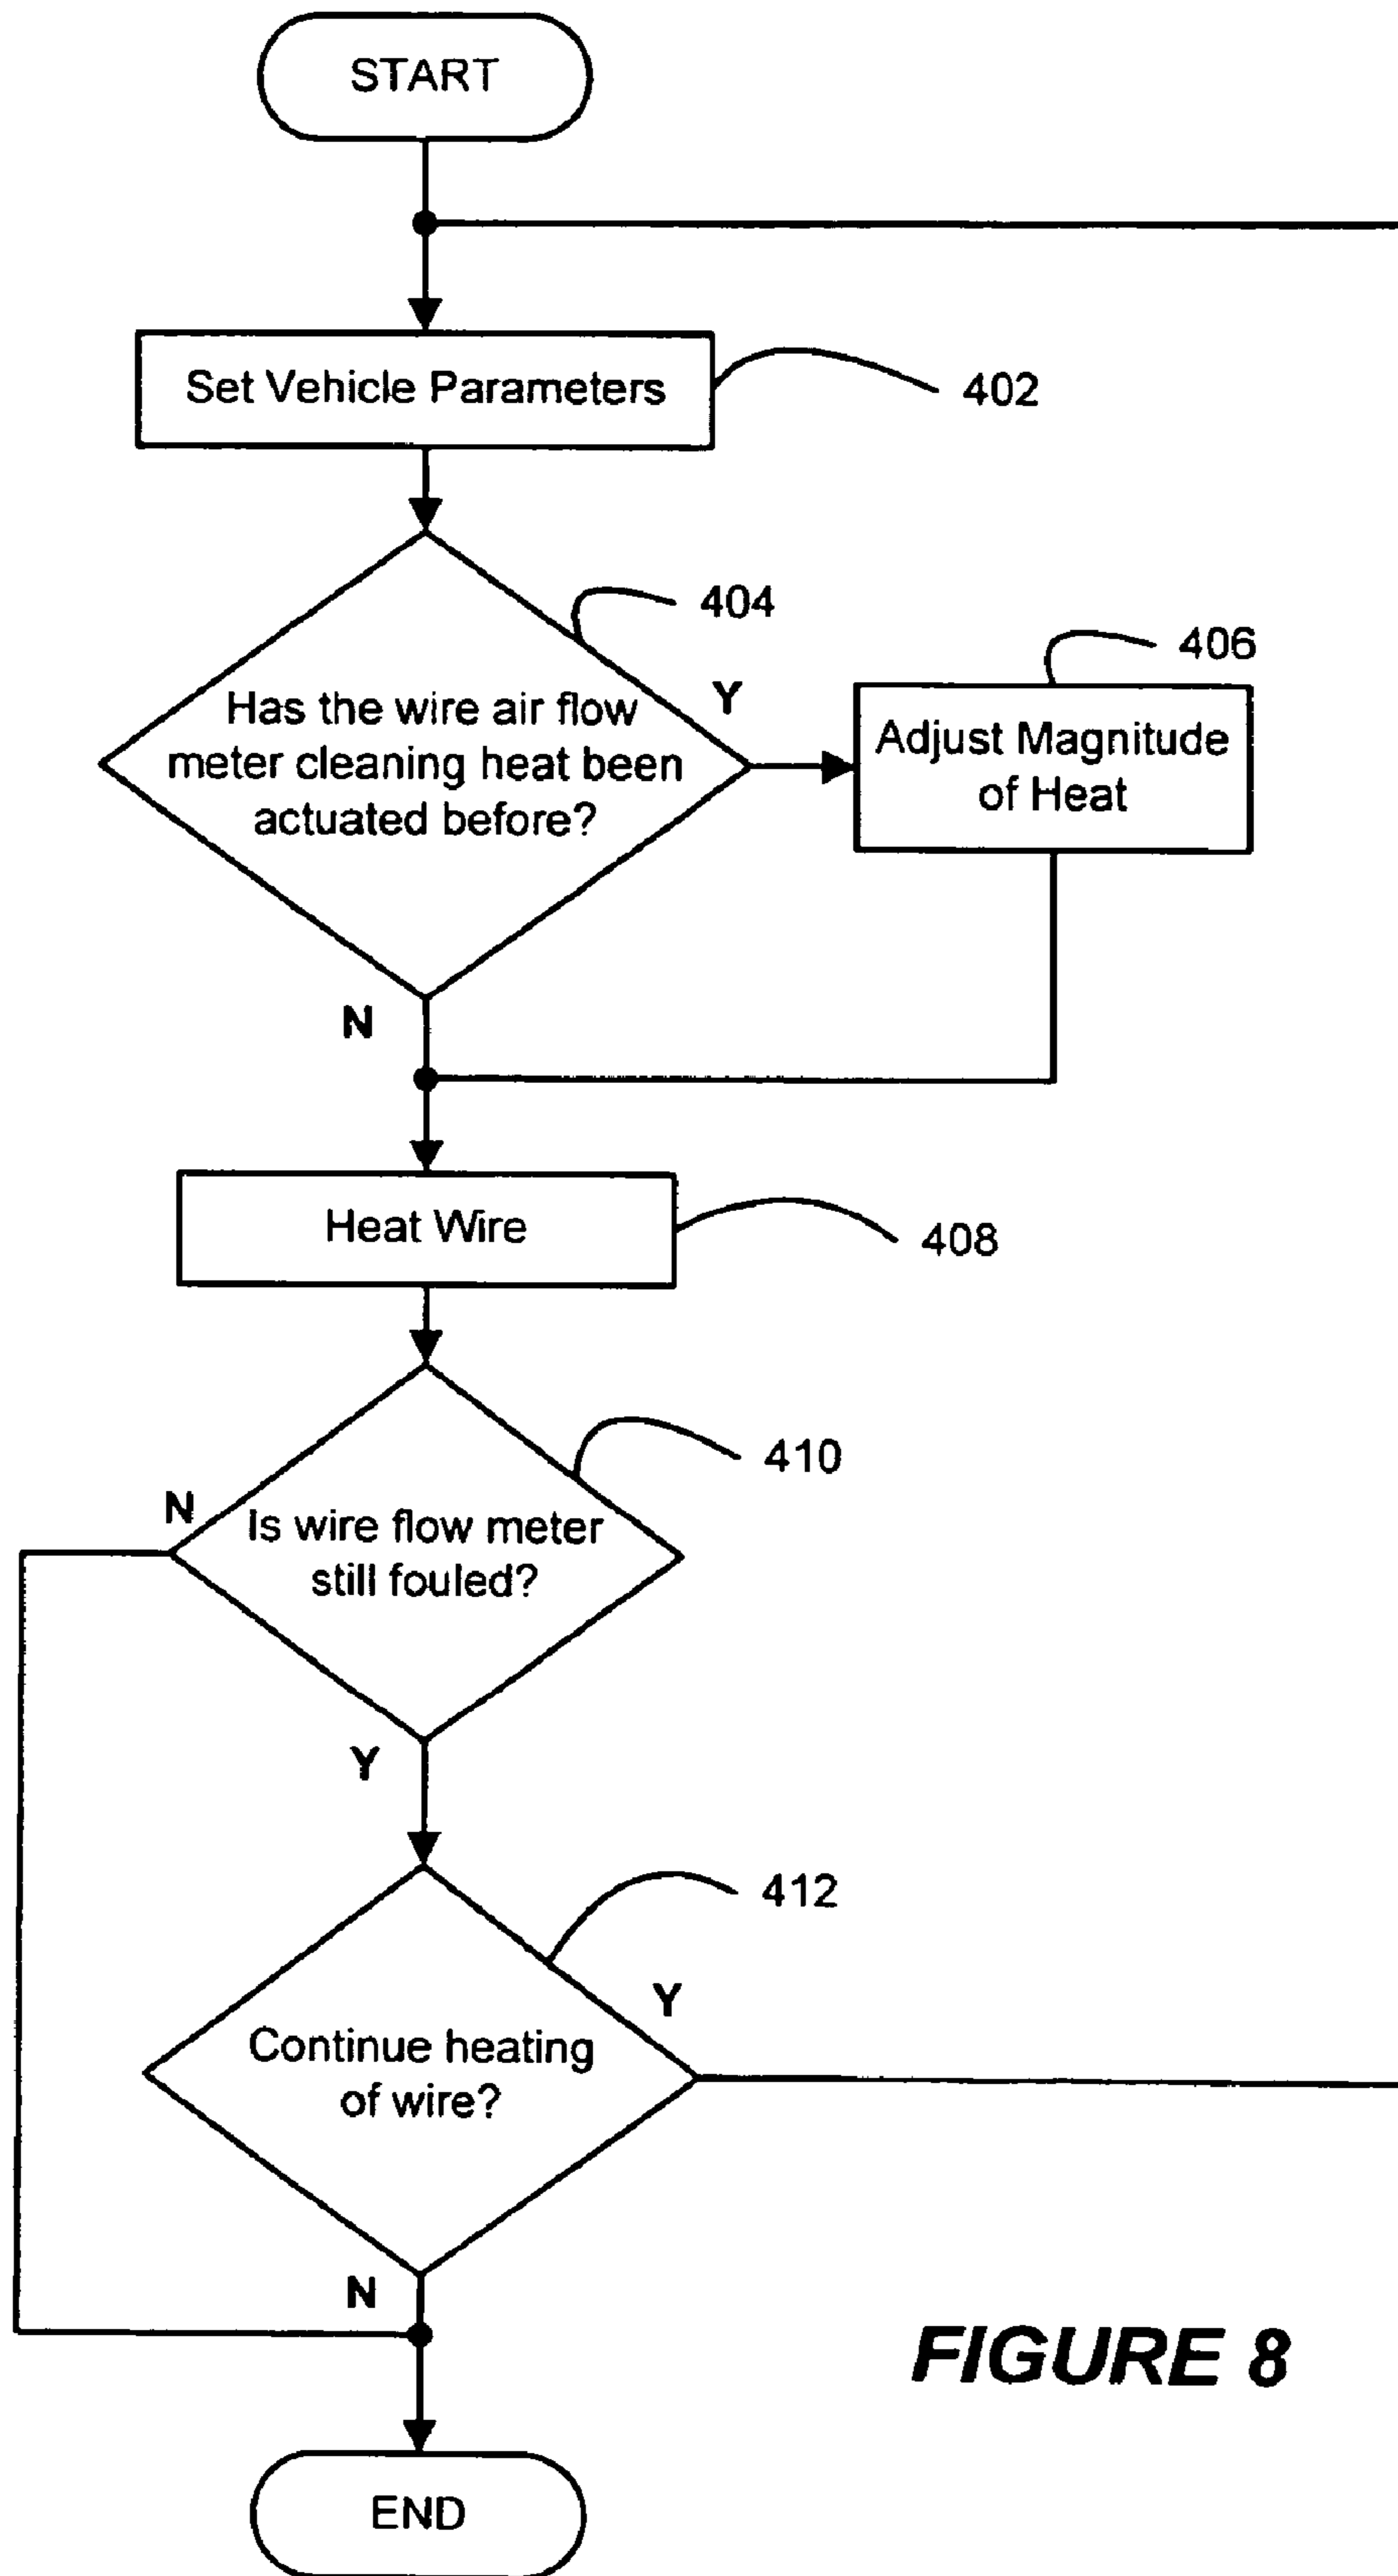 START
Set Vehicle Parameters
402
404
Has the wire air flow
meter cleaning heat been
actuated before?
Y
406
Adjust Magnitude
of Heat
N
Heat Wire
408
410
N
Is wire flow meter
still fouled?
Y
412
Y
Continue heating
of wire?
N
FIGURE 8
END